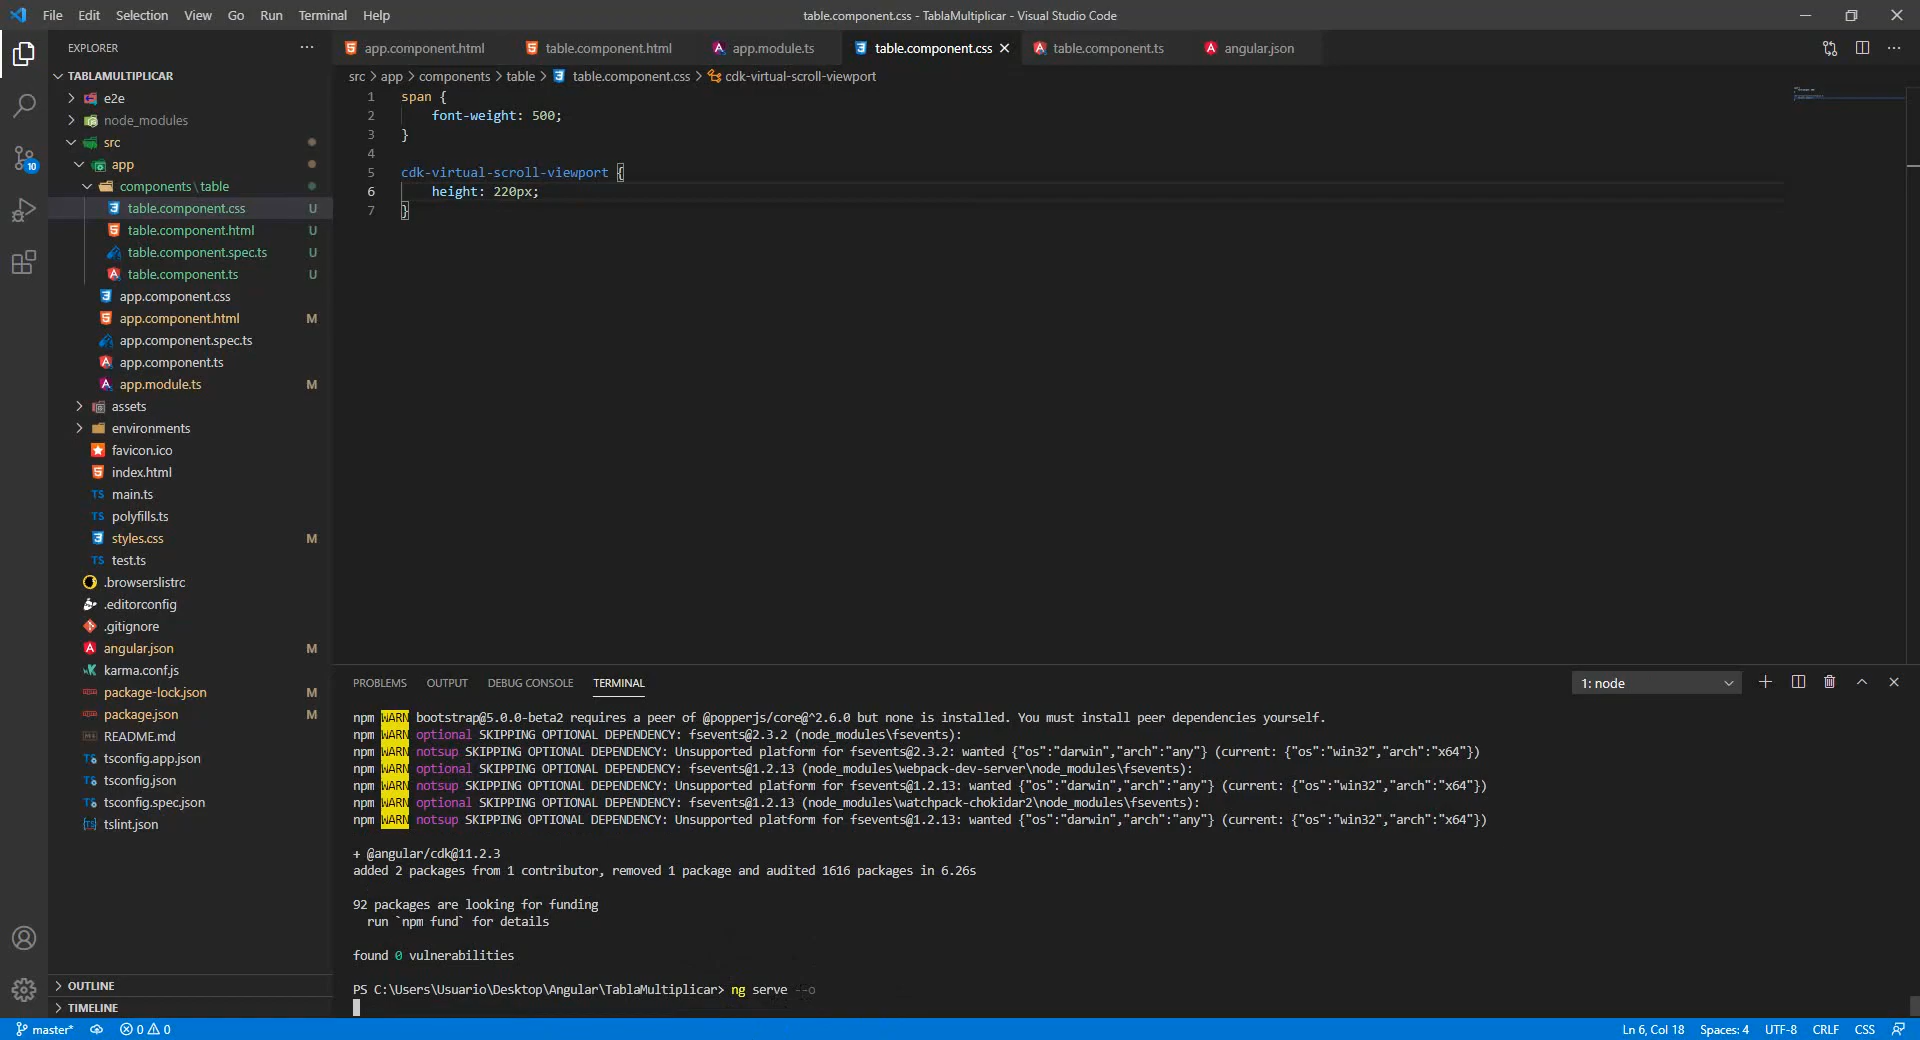 File Edit Selection View Go Run Terminal Help
table.component.css - TablaMultiplicar - Visual Studio Code
EXPLORER
TABLAMULTIPLICAR
e2e
node_modules
src
app
components \ table
table.component.css U
table.component.html U
table.component.spec.ts U
table.component.ts U
app.component.css
app.component.html M
app.component.spec.ts
app.component.ts
app.module.ts M
assets
environments
favicon.ico
index.html
TS main.ts
TS polyfills.ts
styles.css M
TS test.ts
.browserslistrc
.editorconfig
.gitignore
angular.json M
karma.conf.js
package-lock.json M
package.json M
README.md
tsconfig.app.json
tsconfig.json
tsconfig.spec.json
tslint.json
OUTLINE
TIMELINE
10
app.component.html table.component.html app.module.ts table.component.css table.component.ts angular.json
src > app > components > table > table.component.css > cdk-virtual-scroll-viewport
1 span {
2 font-weight: 500;
3 }
4
5 cdk-virtual-scroll-viewport {
6 height: 220px;
7 }
PROBLEMS OUTPUT DEBUG CONSOLE TERMINAL
1: node
npm WARN bootstrap@5.0.0-beta2 requires a peer of @popperjs/core@^2.6.0 but none is installed. You must install peer dependencies yourself.
npm WARN optional SKIPPING OPTIONAL DEPENDENCY: fsevents@2.3.2 (node_modules\fsevents):
npm WARN notsup SKIPPING OPTIONAL DEPENDENCY: Unsupported platform for fsevents@2.3.2: wanted {"os":"darwin","arch":"any"} (current: {"os":"win32","arch":"x64"})
npm WARN optional SKIPPING OPTIONAL DEPENDENCY: fsevents@1.2.13 (node_modules\webpack-dev-server\node_modules\fsevents):
npm WARN notsup SKIPPING OPTIONAL DEPENDENCY: Unsupported platform for fsevents@1.2.13: wanted {"os":"darwin","arch":"any"} (current: {"os":"win32","arch":"x64"})
npm WARN optional SKIPPING OPTIONAL DEPENDENCY: fsevents@1.2.13 (node_modules\watchpack-chokidar2\node_modules\fsevents):
npm WARN notsup SKIPPING OPTIONAL DEPENDENCY: Unsupported platform for fsevents@1.2.13: wanted {"os":"darwin","arch":"any"} (current: {"os":"win32","arch":"x64"})
+ @angular/cdk@11.2.3
added 2 packages from 1 contributor, removed 1 package and audited 1616 packages in 6.26s
92 packages are looking for funding
run `npm fund` for details
found 0 vulnerabilities
PS C:\Users\Usuario\Desktop\Angular\TablaMultiplicar> ng serve --o
master* 0 0
Ln 6, Col 18 Spaces: 4 UTF-8 CRLF CSS